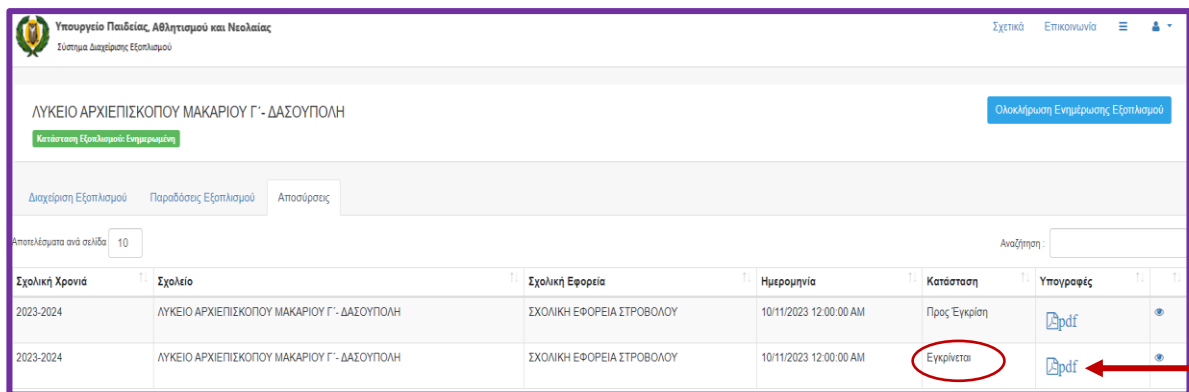 Υπουργείο Παιδείας, Αθλητισμού και Νεολαίας
Σύστημα Διαχείρισης Εξοπλισμού
Σχετικά Επικοινωνία
ΛΥΚΕΙΟ ΑΡΧΙΕΠΙΣΚΟΠΟΥ ΜΑΚΑΡΙΟΥ Γ΄- ΔΑΣΟΥΠΟΛΗ
Ολοκλήρωση Ενημέρωσης Εξοπλισμού
Κατάσταση Εξοπλισμού: Ενημερωμένη
Διαχείριση Εξοπλισμού Παραδόσεις Εξοπλισμού Αποσύρσεις
Αποτελέσματα ανά σελίδα 10 Αναζήτηση :
Σχολική Χρονιά Σχολείο Σχολική Εφορεία Ημερομηνία Κατάσταση Υπογραφές
2023-2024 ΛΥΚΕΙΟ ΑΡΧΙΕΠΙΣΚΟΠΟΥ ΜΑΚΑΡΙΟΥ Γ΄- ΔΑΣΟΥΠΟΛΗ ΣΧΟΛΙΚΗ ΕΦΟΡΕΙΑ ΣΤΡΟΒΟΛΟΥ 10/11/2023 12:00:00 AM Προς Έγκριση pdf
2023-2024 ΛΥΚΕΙΟ ΑΡΧΙΕΠΙΣΚΟΠΟΥ ΜΑΚΑΡΙΟΥ Γ΄- ΔΑΣΟΥΠΟΛΗ ΣΧΟΛΙΚΗ ΕΦΟΡΕΙΑ ΣΤΡΟΒΟΛΟΥ 10/11/2023 12:00:00 AM Εγκρίνεται pdf